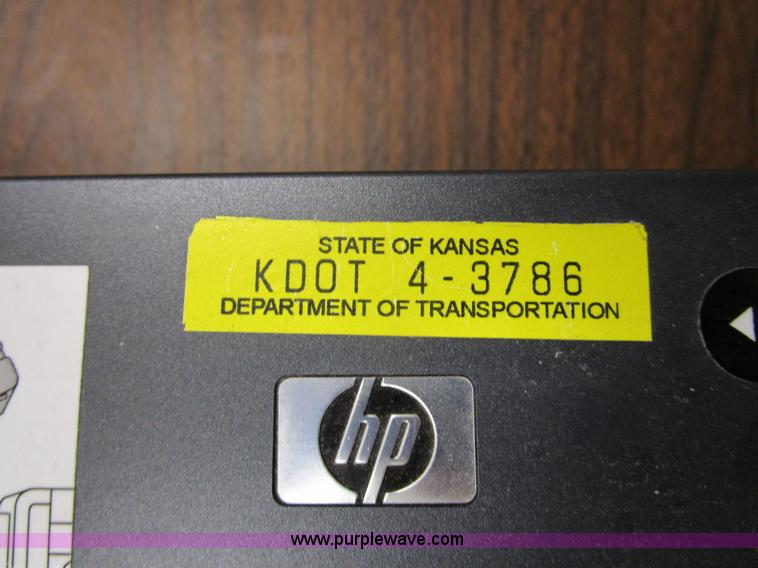 STATE OF KANSAS
KDOT 4-3786
DEPARTMENT OF TRANSPORTATION
hp
www.purplewave.com